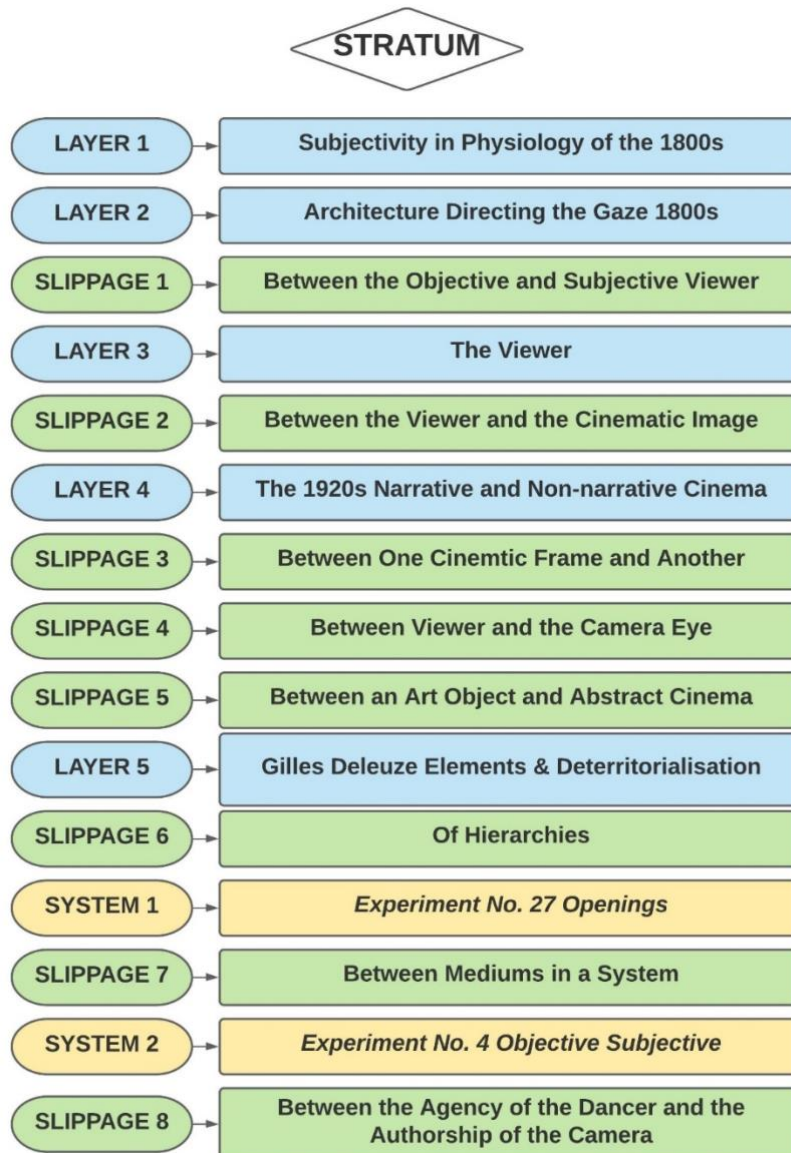 STRATUM
LAYER 1 Subjectivity in Physiology of the 1800s
LAYER 2 Architecture Directing the Gaze 1800s
SLIPPAGE 1 Between the Objective and Subjective Viewer
LAYER 3 The Viewer
SLIPPAGE 2 Between the Viewer and the Cinematic Image
LAYER 4 The 1920s Narrative and Non-narrative Cinema
SLIPPAGE 3 Between One Cinemtic Frame and Another
SLIPPAGE 4 Between Viewer and the Camera Eye
SLIPPAGE 5 Between an Art Object and Abstract Cinema
LAYER 5 Gilles Deleuze Elements & Deterritorialisation
SLIPPAGE 6 Of Hierarchies
SYSTEM 1 Experiment No. 27 Openings
SLIPPAGE 7 Between Mediums in a System
SYSTEM 2 Experiment No. 4 Objective Subjective
SLIPPAGE 8 Between the Agency of the Dancer and the
Authorship of the Camera